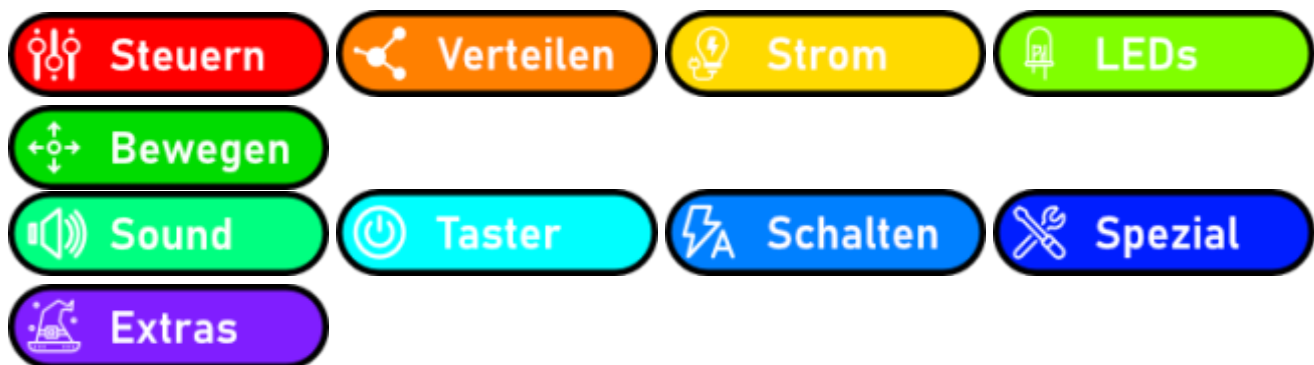 Steuern Verteilen Strom LEDs
Bewegen
Sound Taster Schalten Spezial
Extras